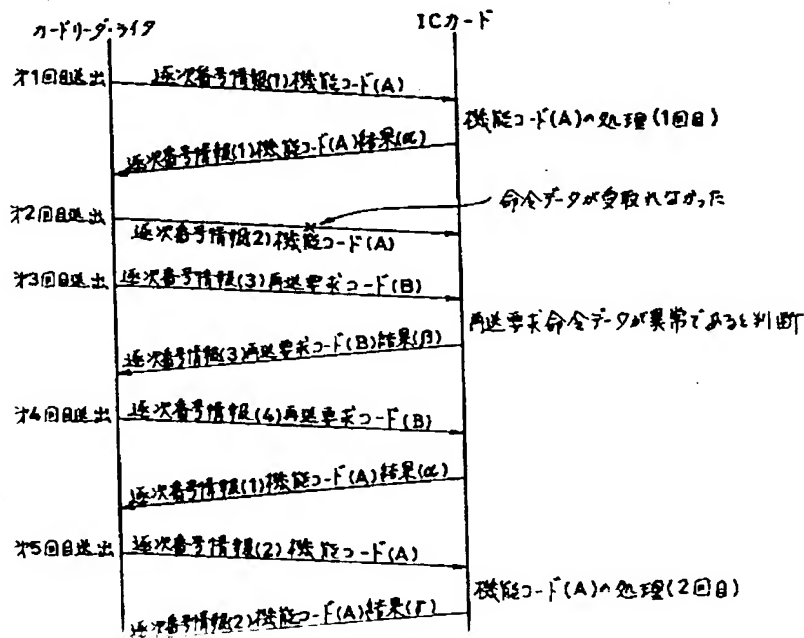 カードリーダ・ライタ
ICカード
才1回目送出
逐次番号情報(1)機能コード(A)
機能コード(A)の処理(1回目)
逐次番号情報(1)機能コード(A)結果(α)
才2回目送出
命令データが受取れなかった
逐次番号情報(2)機能コード(A)
才3回目送出
逐次番号情報(3)再送要求コード(B)
再送要求命令データが異常であると判断
逐次番号情報(3)再送要求コード(B)結果(β)
才4回目送出
逐次番号情報(4)再送要求コード(B)
逐次番号情報(1)機能コード(A)結果(α)
才5回目送出
逐次番号情報(2)機能コード(A)
機能コード(A)の処理(2回目)
逐次番号情報(2)機能コード(A)結果(γ)